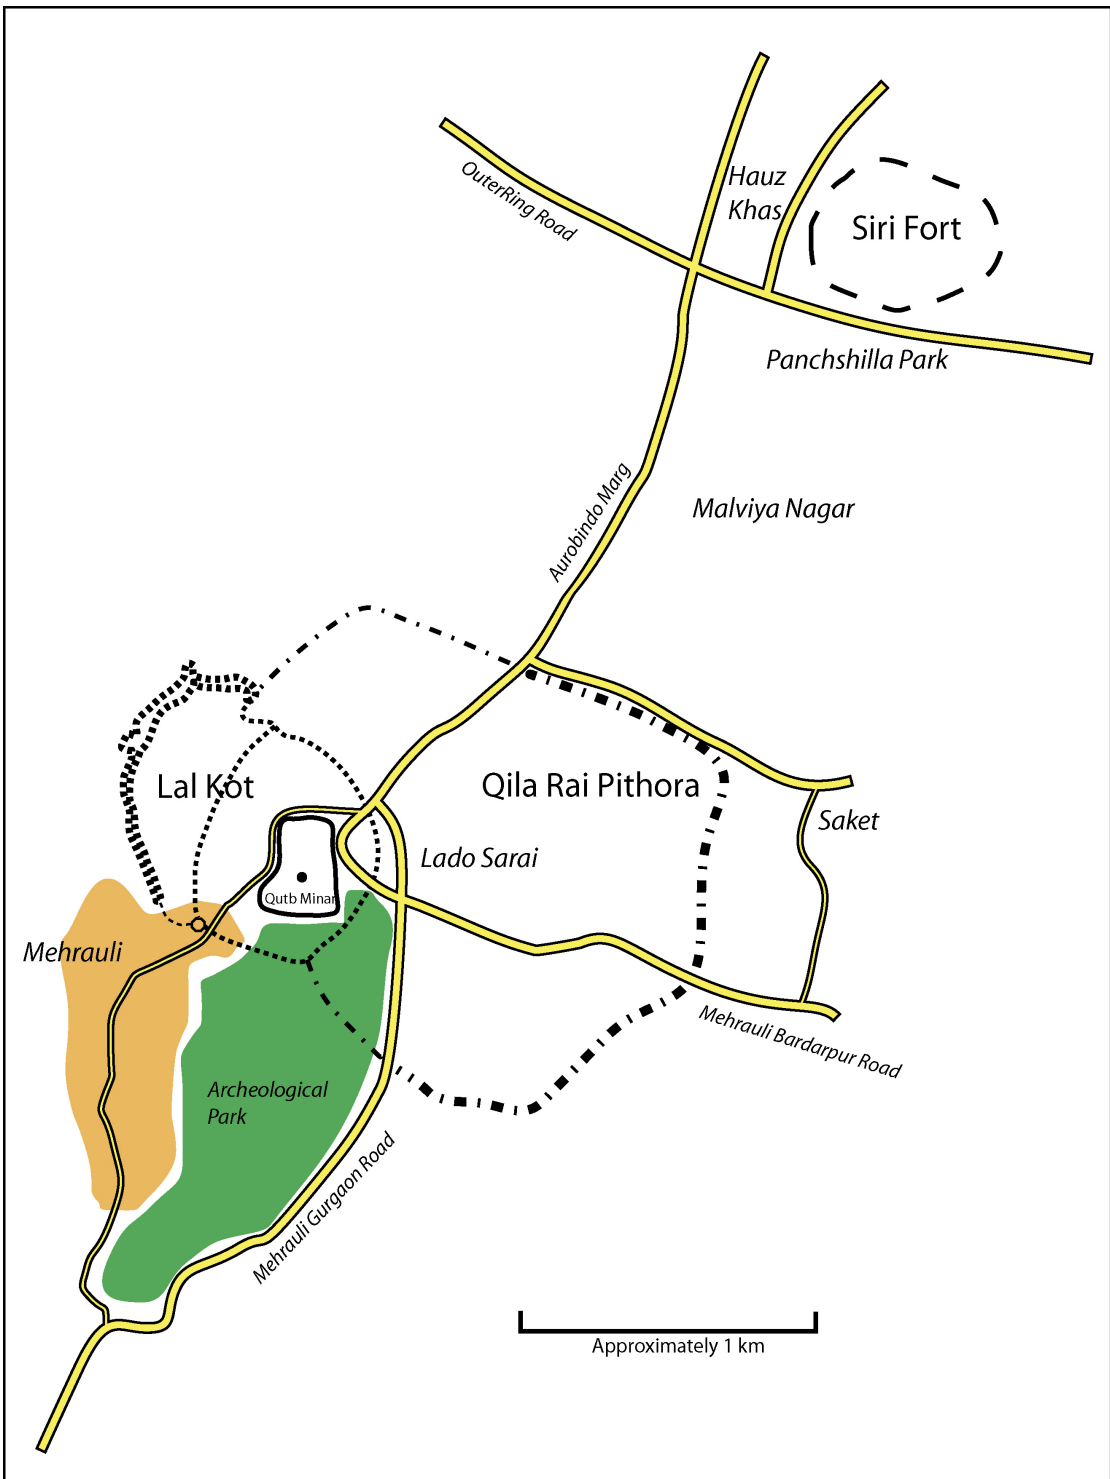 Hauz
Khas
OuterRing Road
Siri Fort
Panchshilla Park
Aurobindo Marg
Malviya Nagar
Lal Kot
Qila Rai Pithora
Saket
Lado Sarai
Qutb Minar
Mehrauli
Mehrauli Bardarpur Road
Archeological
Park
Mehrauli Gurgaon Road
Approximately 1 km